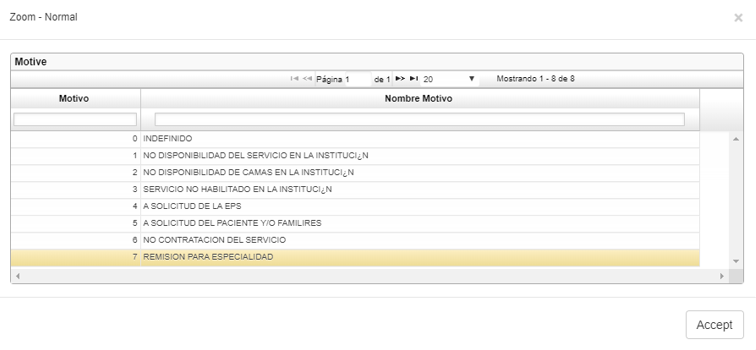 Zoom - Normal ×
Motive
Página 1 de 1 20 Mostrando 1 - 8 de 8
Motivo Nombre Motivo
0 INDEFINIDO
1 NO DISPONIBILIDAD DEL SERVICIO EN LA INSTITUCI¿N
2 NO DISPONIBILIDAD DE CAMAS EN LA INSTITUCI¿N
3 SERVICIO NO HABILITADO EN LA INSTITUCI¿N
4 A SOLICITUD DE LA EPS
5 A SOLICITUD DEL PACIENTE Y/O FAMILIRES
6 NO CONTRATACION DEL SERVICIO
7 REMISION PARA ESPECIALIDAD
Accept